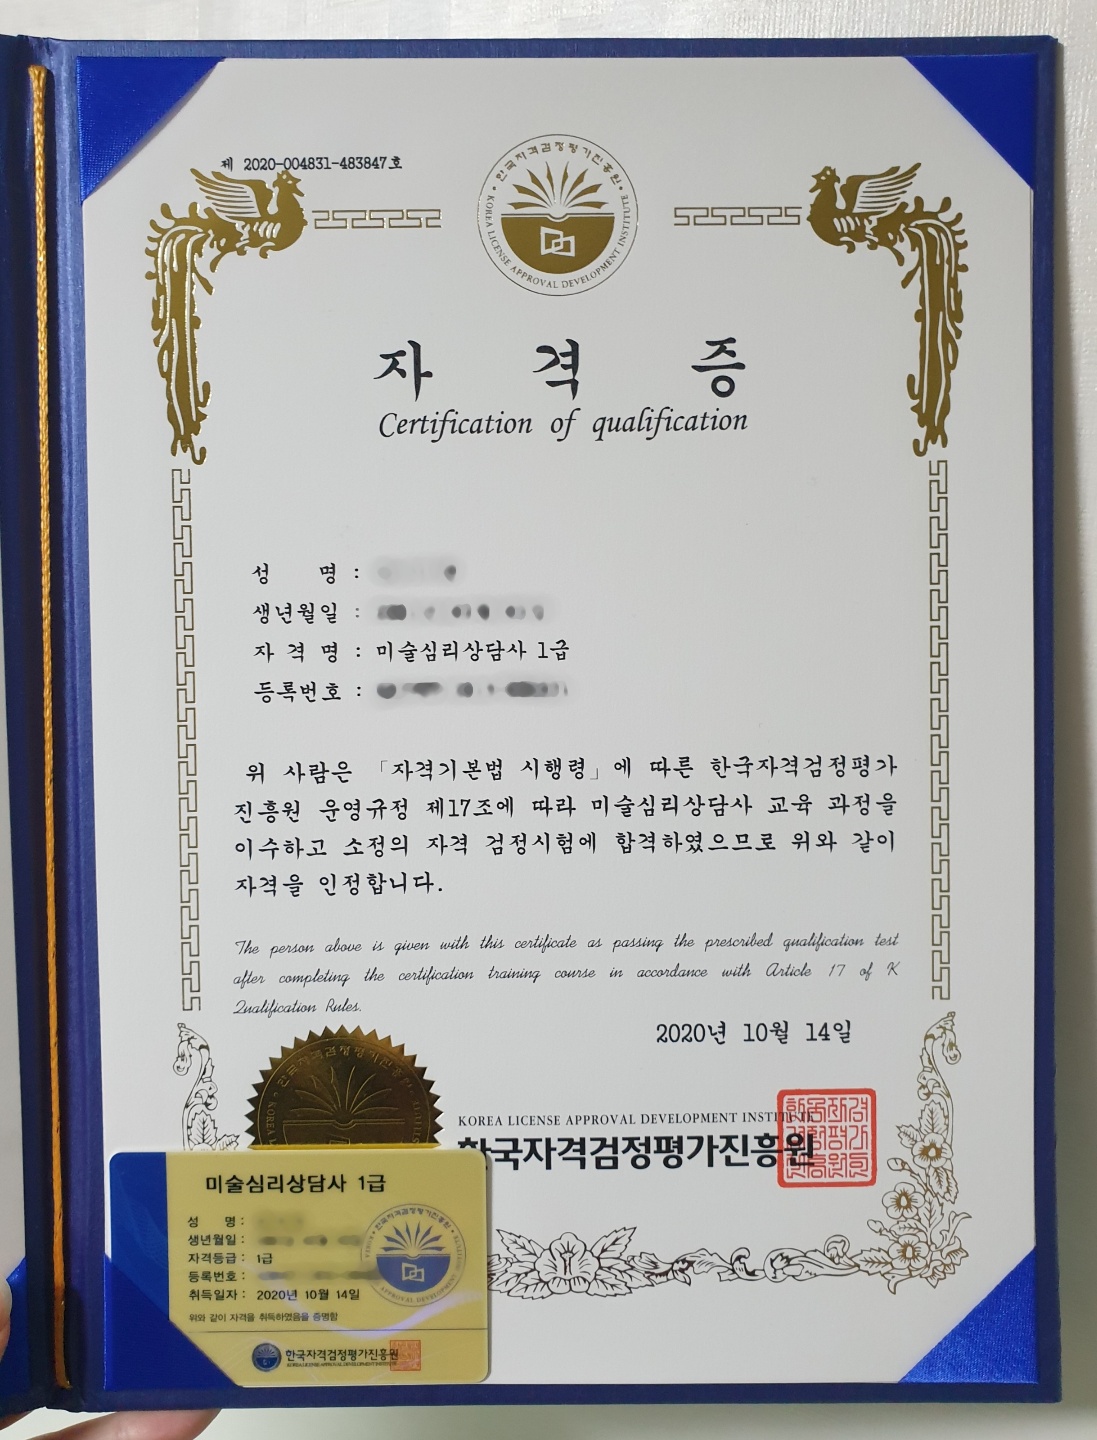 제 2020-004831-483847호
한국자격검정평가진흥원
KOREA LICENSE APPROVAL DEVELOPMENT INSTITUTE
자 격 증
Certification of qualification
성 명 :
생년월일 :
자 격 명 : 미술심리상담사 1급
등록번호 :
위 사람은 「자격기본법 시행령」에 따른 한국자격검정평가
진흥원 운영규정 제17조에 따라 미술심리상담사 교육 과정을
이수하고 소정의 자격 검정시험에 합격하였으므로 위와 같이
자격을 인정합니다.
The person above is given with this certificate as passing the prescribed qualification test
after completing the certification training course in accordance with Article 17 of K
Qualification Rules.
2020년 10월 14일
한국자격검정평가진흥원
KOREA LICENSE APPROVAL DEVELOPMENT INSTITUTE
한국자격검정평가진흥원
미술심리상담사 1급
성 명 :
생년월일 :
자격등급 : 1급
등록번호 :
취득일자 : 2020년 10월 14일
위와 같이 자격을 취득하였음을 증명함
한국자격검정평가진흥원
KOREA LICENSE APPROVAL DEVELOPMENT INSTITUTE